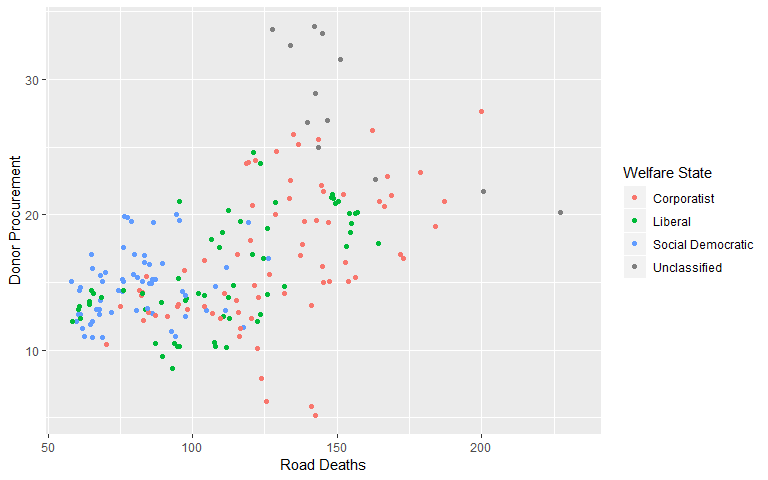 30
20
10
50
100
150
200
Donor Procurement
Road Deaths
Welfare State
Corporatist
Liberal
Social Democratic
Unclassified